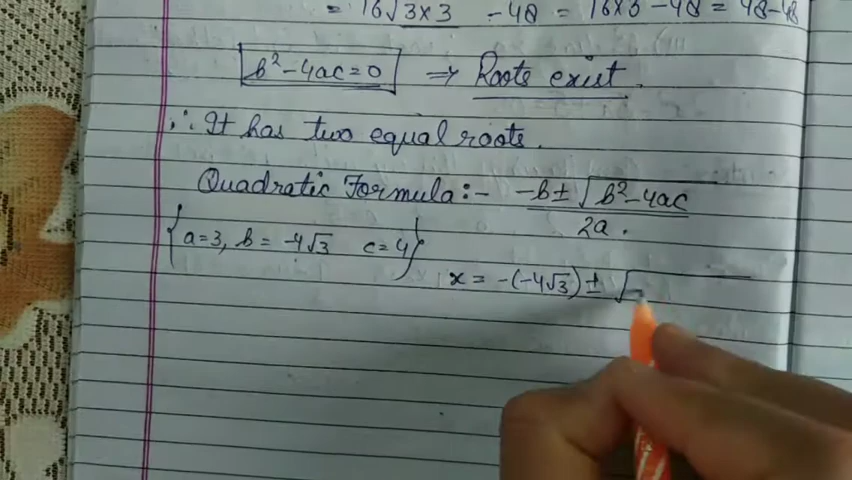 = 16√3×3 - 48 = 16×3 - 48 = 48-48
b² - 4ac = 0 ⇒ Roots exist.
∴ It has two equal roots.
Quadratic Formula:- -b ± √b² - 4ac
2a.
{a=3, b= -4√3 c=4}
x = -(-4√3) ± √